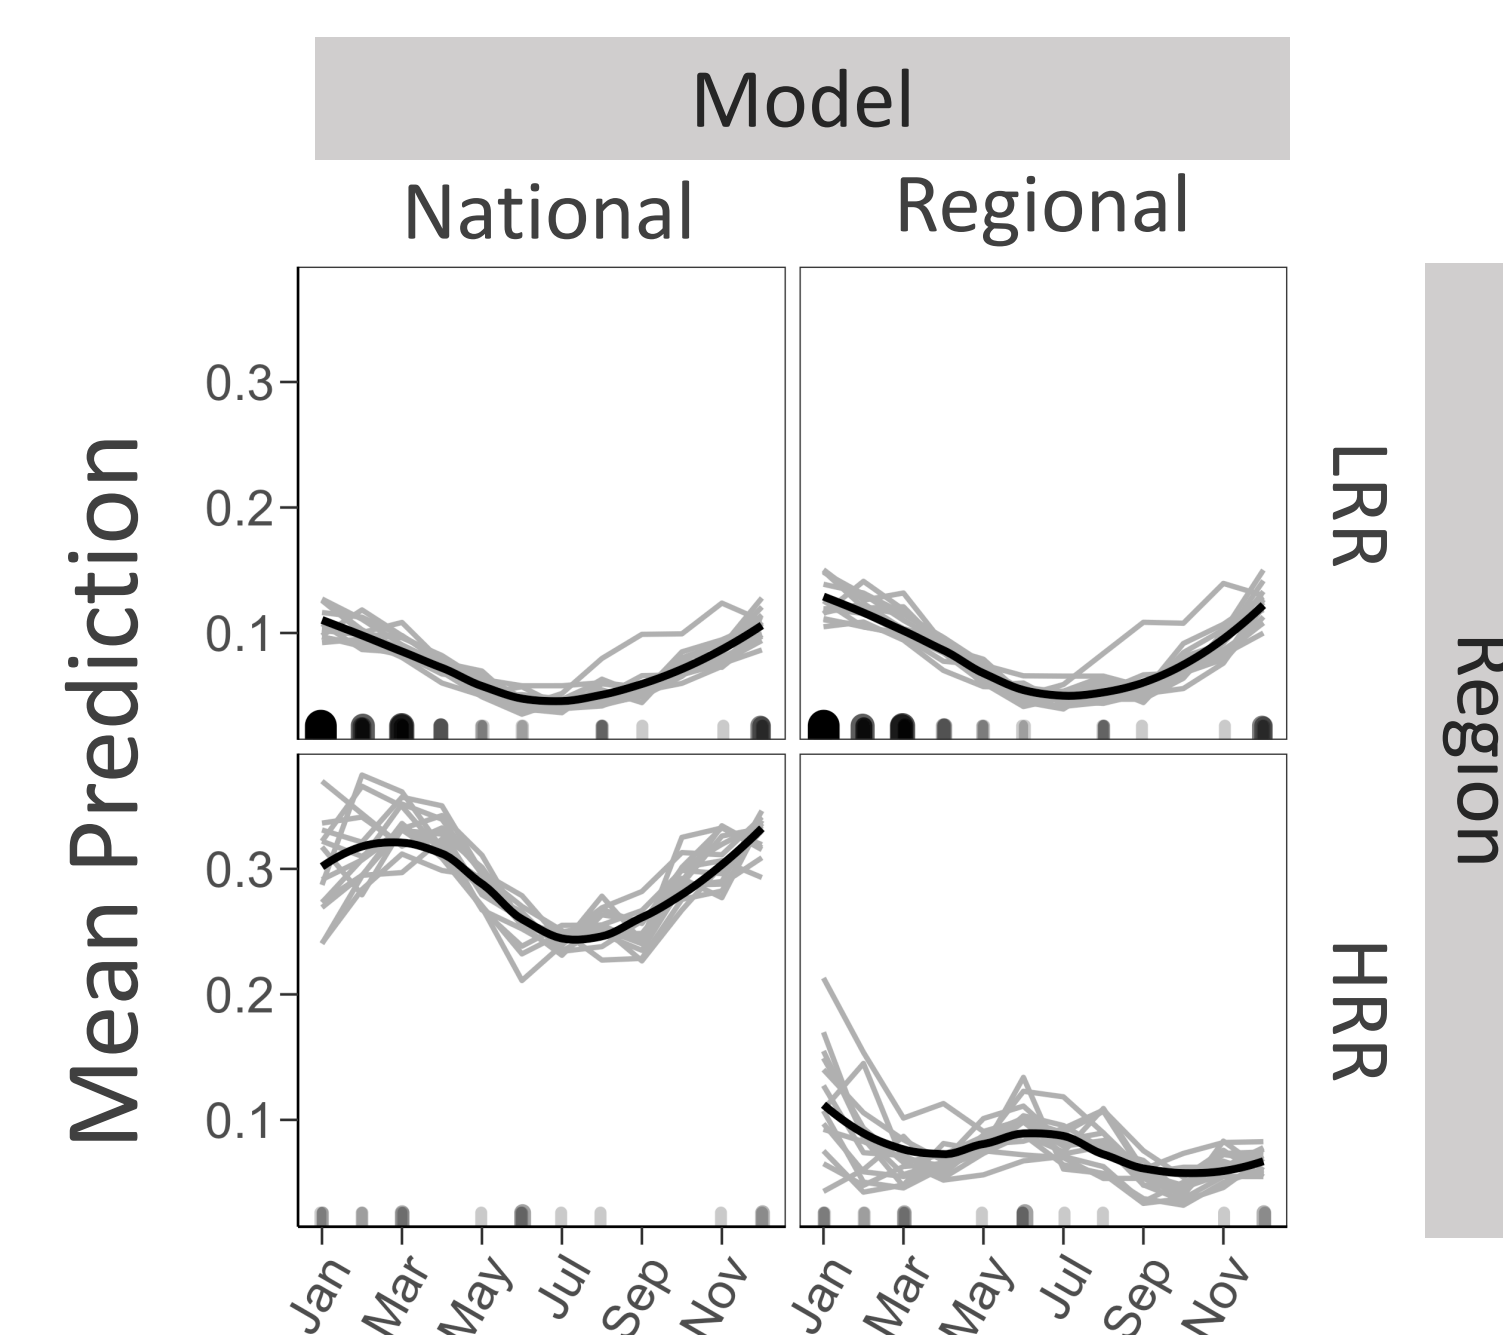 Model
National
Regional
Mean Prediction
0.3
0.2
0.1
LRR
0.3
0.2
0.1
HRR
Region
Jan
Mar
May
Jul
Sep
Nov
Jan
Mar
May
Jul
Sep
Nov